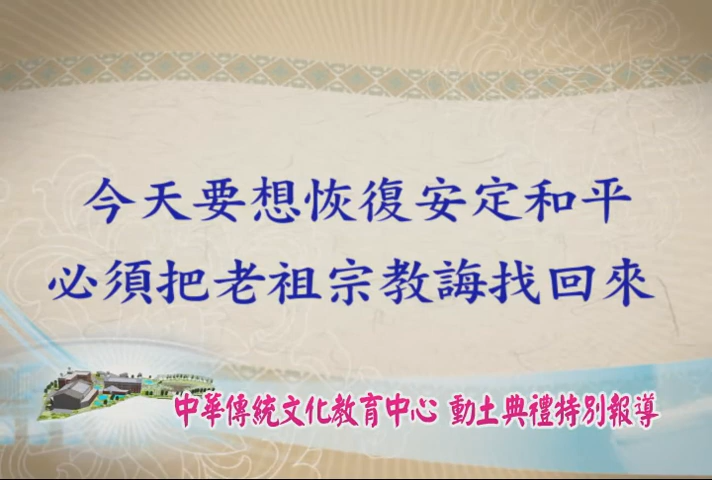 今天要想恢復安定和平
必須把老祖宗教誨找回來
中華傳統文化教育中心 動土典禮特別報導